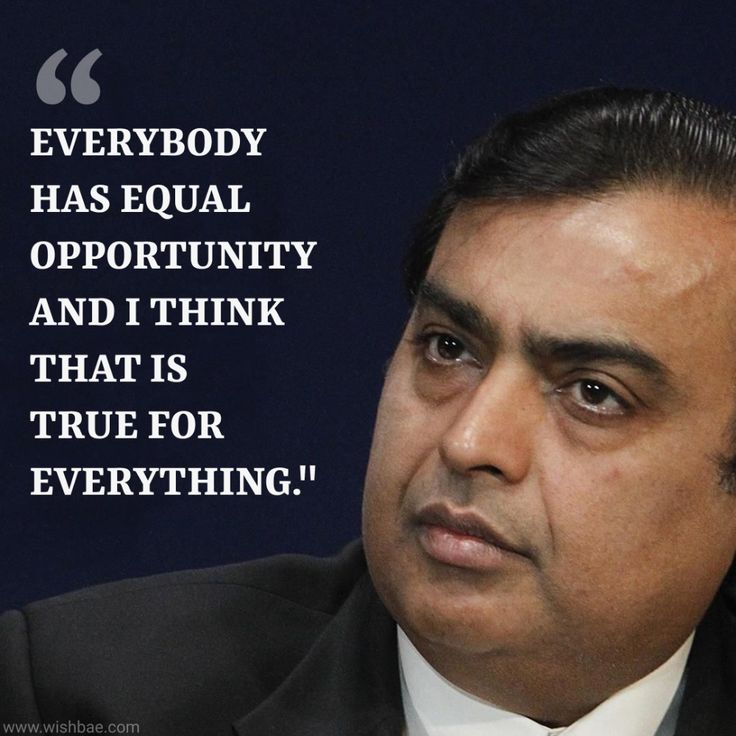 “
EVERYBODY
HAS EQUAL
OPPORTUNITY
AND I THINK
THAT IS
TRUE FOR
EVERYTHING."
www.wishbae.com